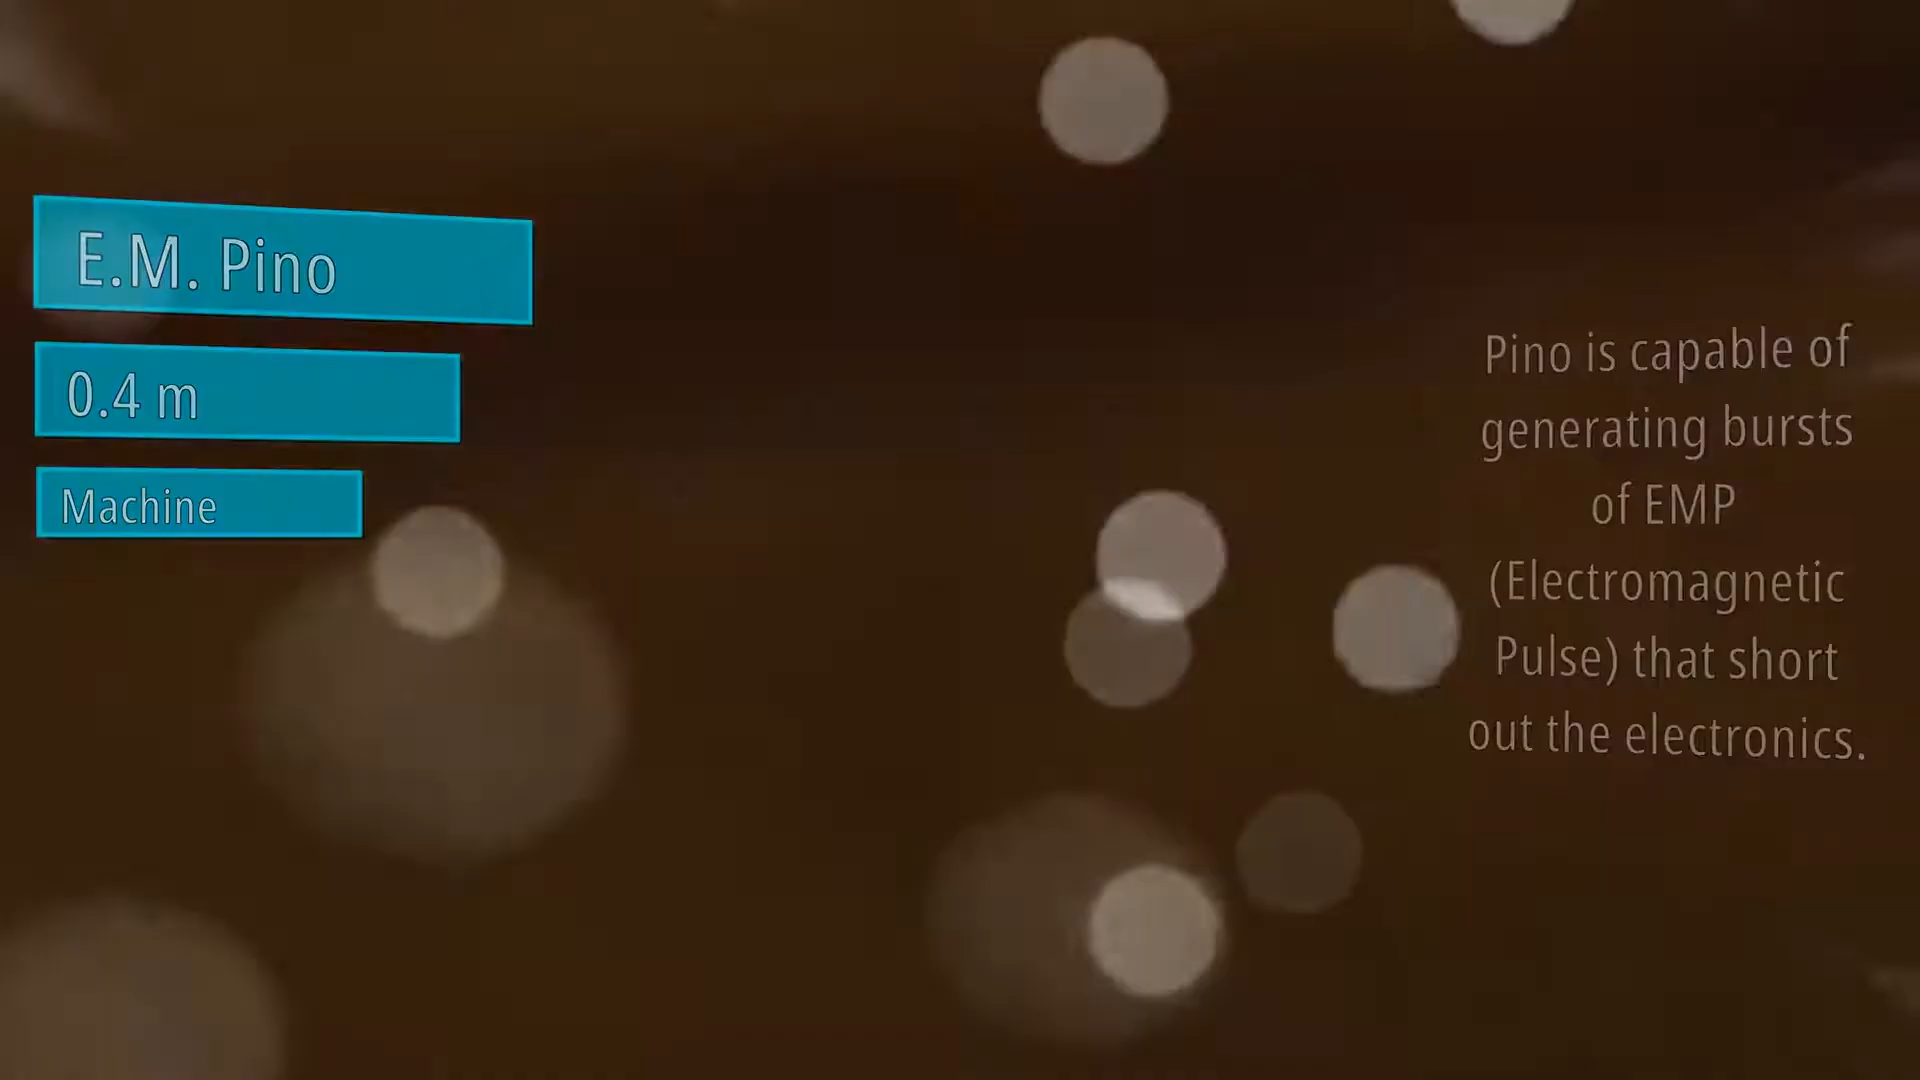 E.M. Pino
0.4 m
Machine
Pino is capable of
generating bursts
of EMP
(Electromagnetic
Pulse) that short
out the electronics.